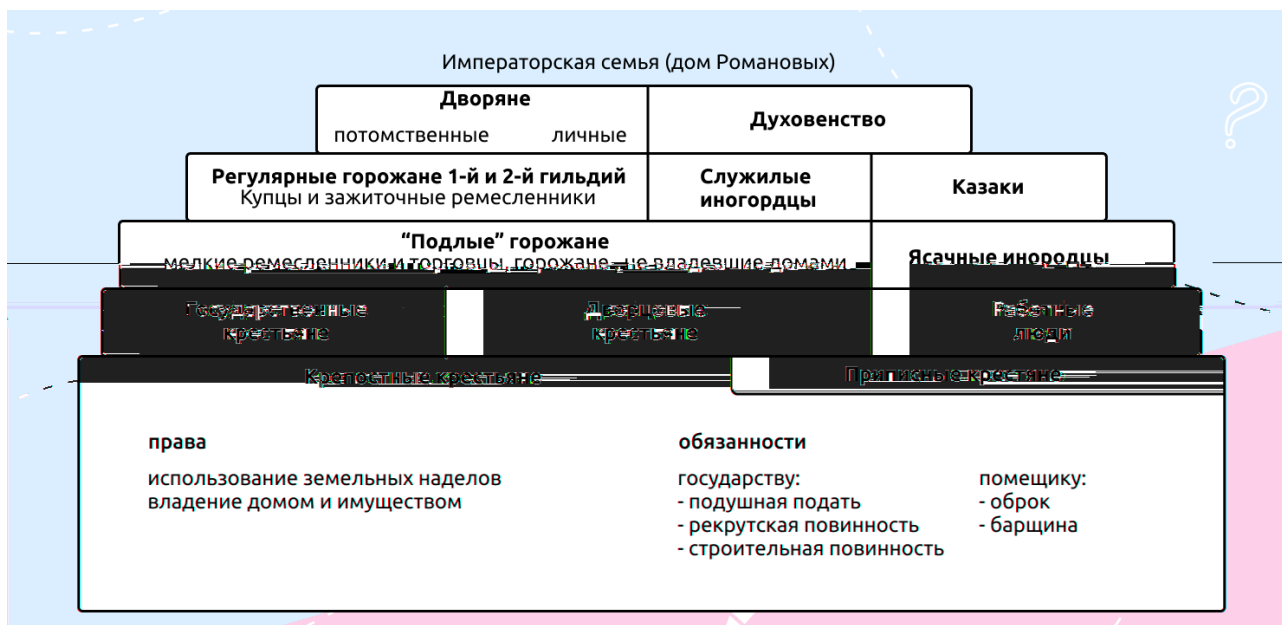 Императорская семья (дом Романовых)
Дворяне
потомственные личные
Духовенство
Регулярные горожане 1-й и 2-й гильдий
Купцы и зажиточные ремесленники
Служилые
иногордцы
Казаки
“Подлые” горожане
мелкие ремесленники и торговцы, горожане, не владевшие домами
Ясачные инородцы
Государственные
крестьяне
Дворцовые
крестьяне
Работные
люди
Крепостные крестьяне
Приписные крестяне
права
использование земельных наделов
владение домом и имуществом
обязанности
государству:
- подушная подать
- рекрутская повинность
- строительная повинность
помещику:
- оброк
- барщина